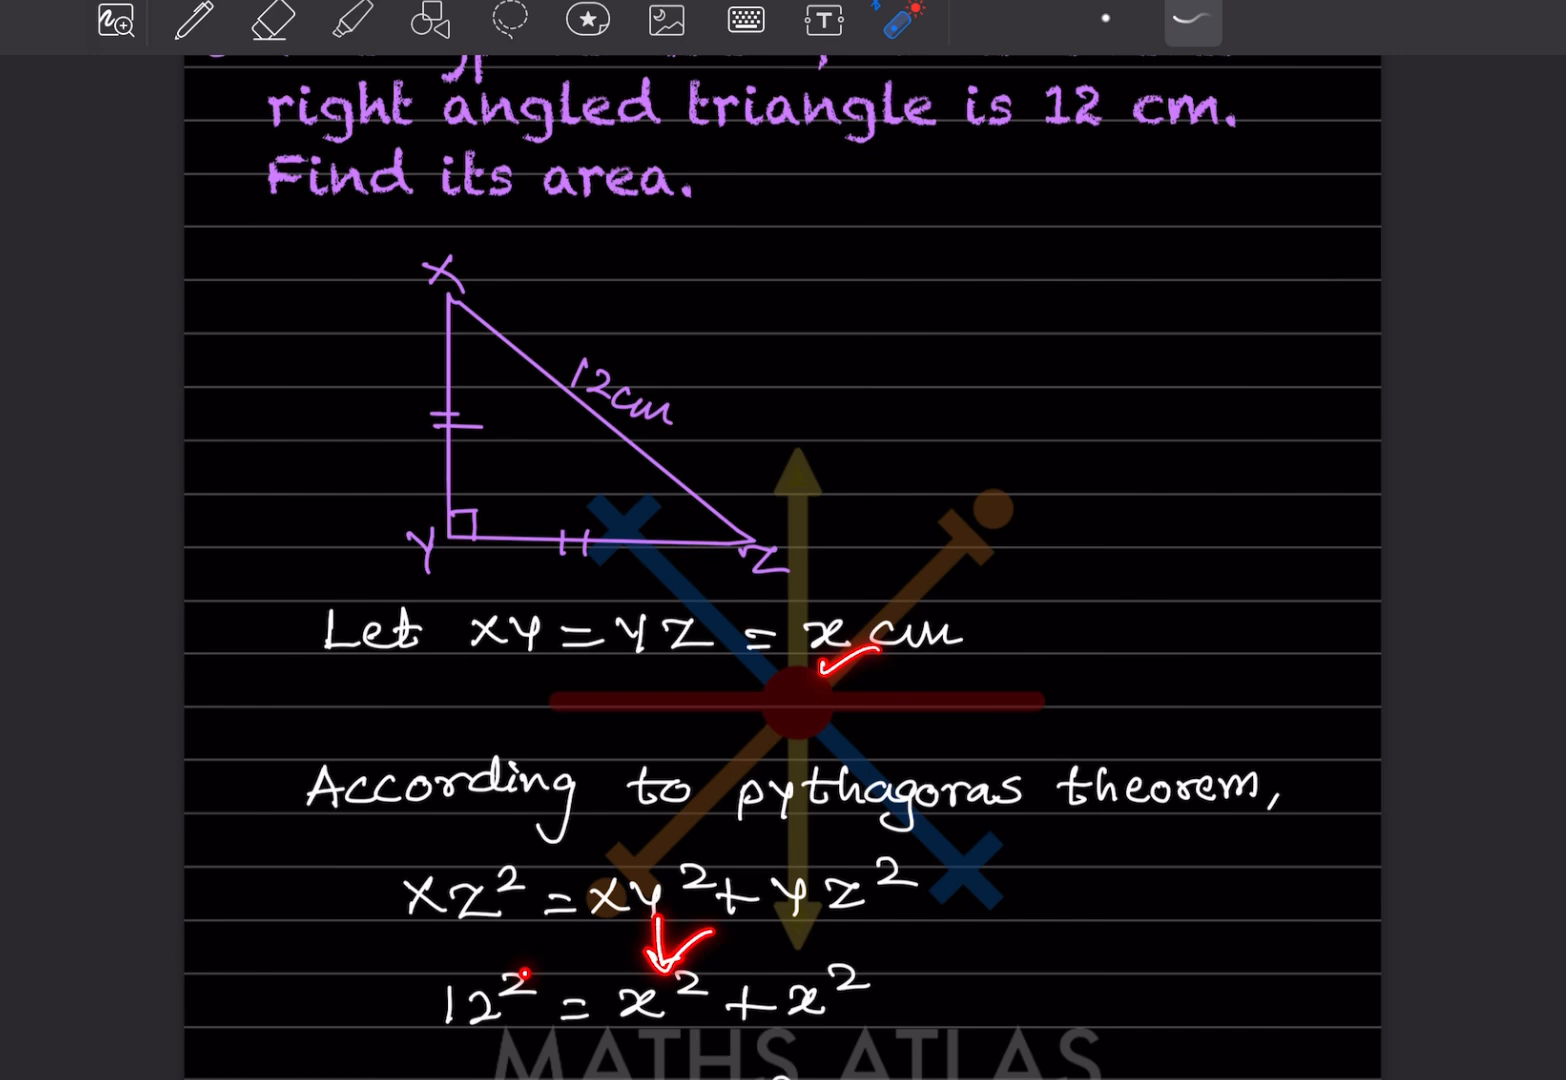 right angled triangle is 12 cm.
Find its area.
X
12cm
Y
Z
Let XY = YZ = x cm
According to pythagoras theorem,
XZ² = XY² + YZ²
12² = x² + x²
MATHS ATLAS